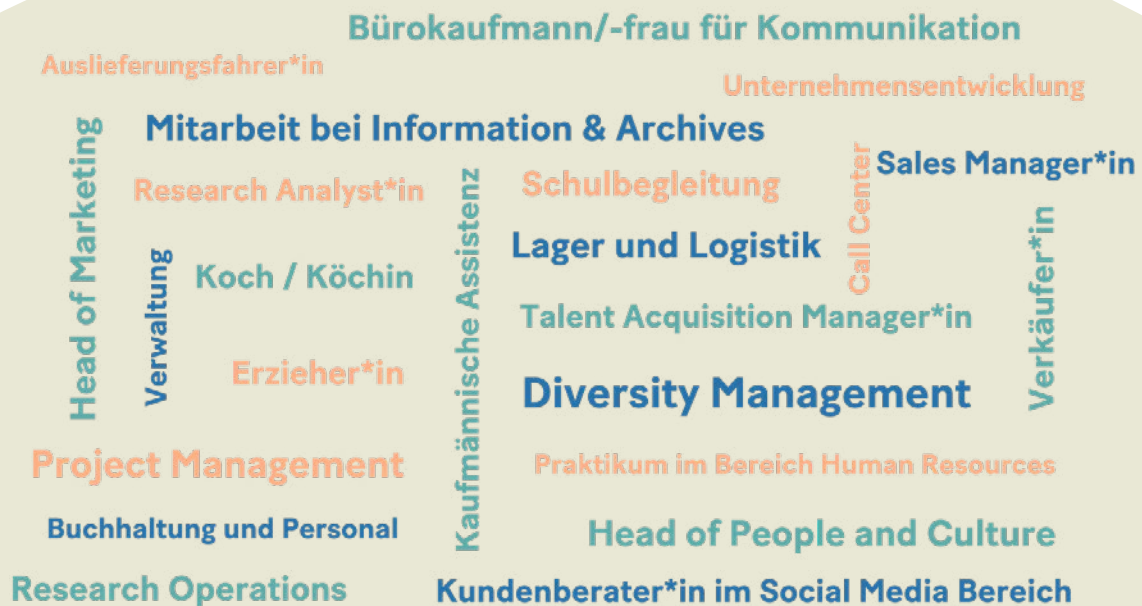 Bürokaufmann/-frau für Kommunikation
Auslieferungsfahrer*in
Unternehmensentwicklung
Mitarbeit bei Information & Archives
Head of Marketing
Sales Manager*in
Research Analyst*in
Kaufmännische Assistenz
Schulbegleitung
Call Center
Lager und Logistik
Verkäufer*in
Verwaltung
Koch / Köchin
Talent Acquisition Manager*in
Erzieher*in
Diversity Management
Project Management
Praktikum im Bereich Human Resources
Buchhaltung und Personal
Head of People and Culture
Research Operations
Kundenberater*in im Social Media Bereich